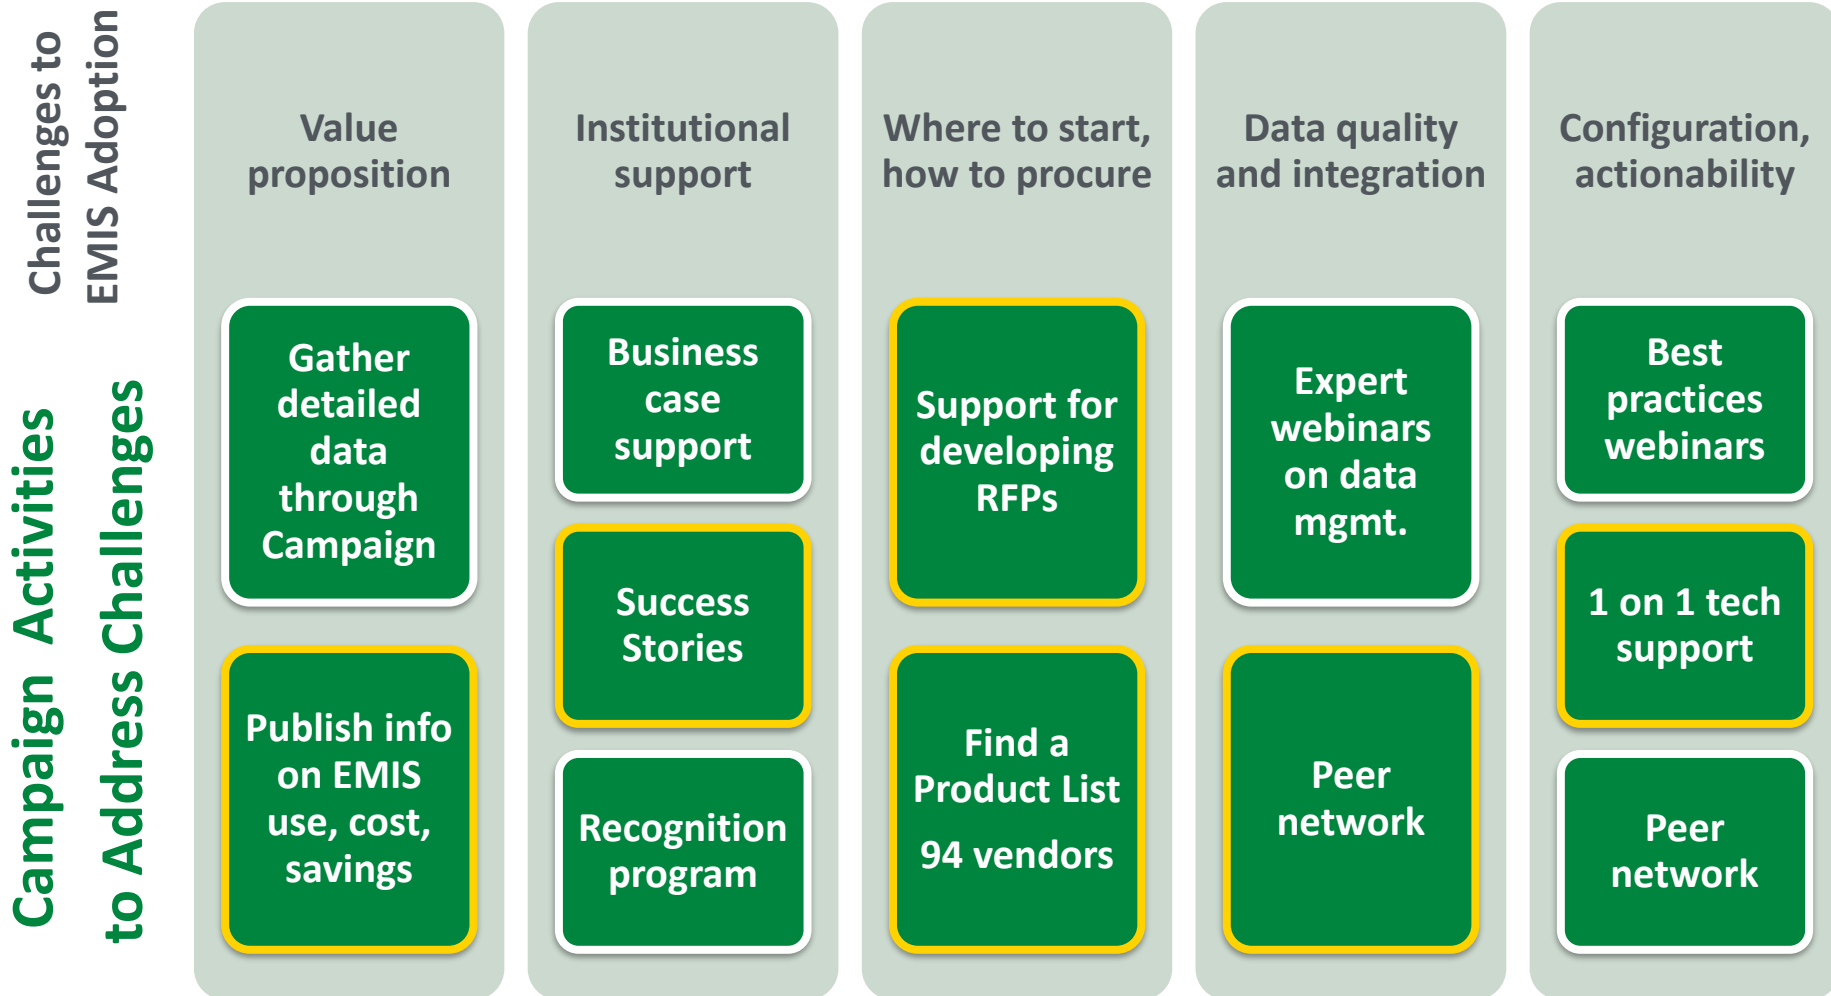 Challenges to
EMIS Adoption
Value
proposition
Institutional
support
Where to start,
how to procure
Data quality
and integration
Configuration,
actionability
Campaign Activities
to Address Challenges
Gather
detailed
data
through
Campaign
Publish info
on EMIS
use, cost,
savings
Business
case
support
Success
Stories
Recognition
program
Support for
developing
RFPs
Find a
Product List
94 vendors
Expert
webinars
on data
mgmt.
Peer
network
Best
practices
webinars
1 on 1 tech
support
Peer
network